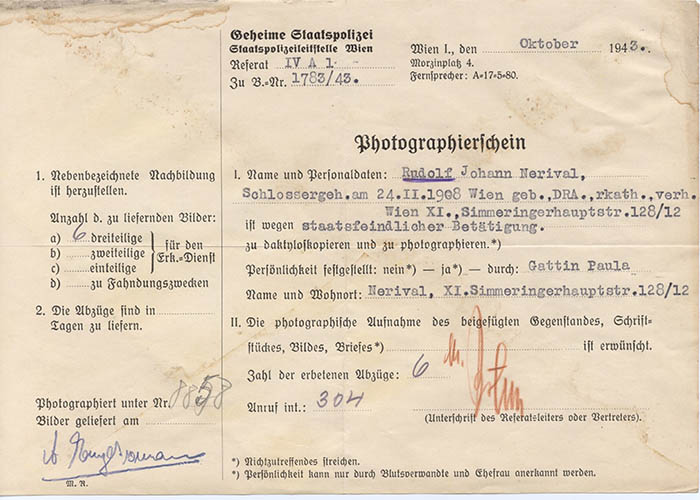 Geheime Staatspolizei
Staatspolizeileitstelle Wien
Referat IV A 1 -
Zu B.-Nr. 1783/43.
Wien I., den Oktober 1943.
Morzinplatz 4.
Fernsprecher: A=17=5=80.
Photographierschein
1. Nebenbezeichnete Nachbildung
ist herzustellen.
Anzahl d. zu liefernden Bilder:
a) 6 dreiteilige
b) zweiteilige
c) einteilige
für den
Erk.=Dienst
d) zu Fahndungszwecken
2. Die Abzüge sind in
Tagen zu liefern.
Photographiert unter Nr. 8858
Bilder geliefert am
M. R.
I. Name und Personaldaten: Rudolf Johann Nerival,
Schlossergeh.am 24.II.1908 Wien geb.,DRA.,rkath.,verh.
Wien XI.,Simmeringerhauptstr.128/12
ist wegen staatsfeindlicher Betätigung.
zu daktyloskopieren und zu photographieren.*)
Persönlichkeit festgestellt: nein*) — ja*) — durch: Gattin Paula
Name und Wohnort: Nerival, XI.Simmeringerhauptstr.128/12
II. Die photographische Aufnahme des beigefügten Gegenstandes, Schrift=
stückes, Bildes, Briefes*) ist erwünscht.
Zahl der erbetenen Abzüge: 6
Anruf int.: 304
(Unterschrift des Referatsleiters oder Vertreters).
*) Nichtzutreffendes streichen.
*) Persönlichkeit kann nur durch Blutsverwandte und Ehefrau anerkannt werden.